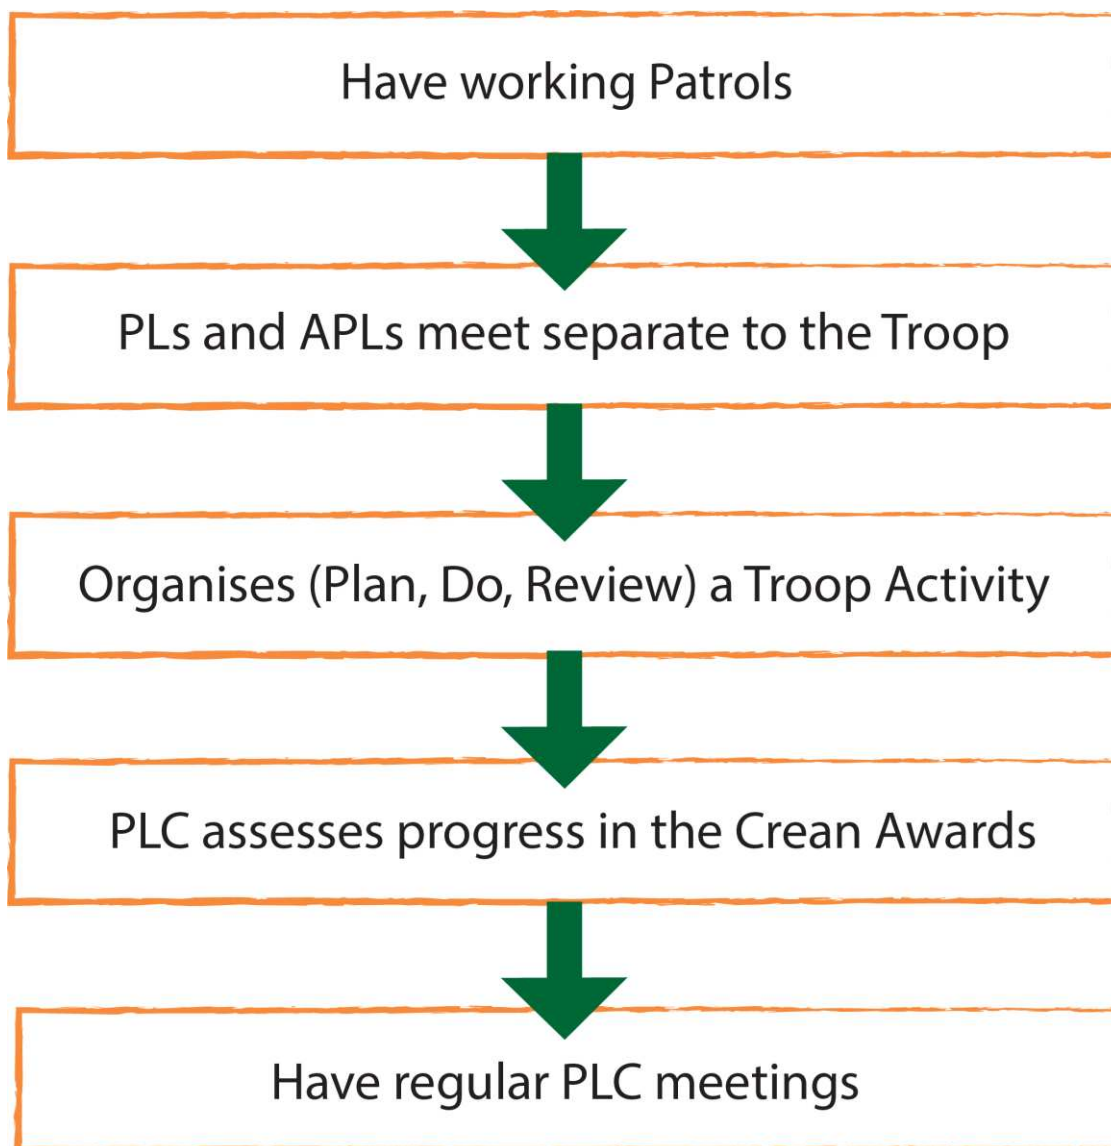 Have working Patrols
PLs and APLs meet separate to the Troop
Organises (Plan, Do, Review) a Troop Activity
PLC assesses progress in the Crean Awards
Have regular PLC meetings